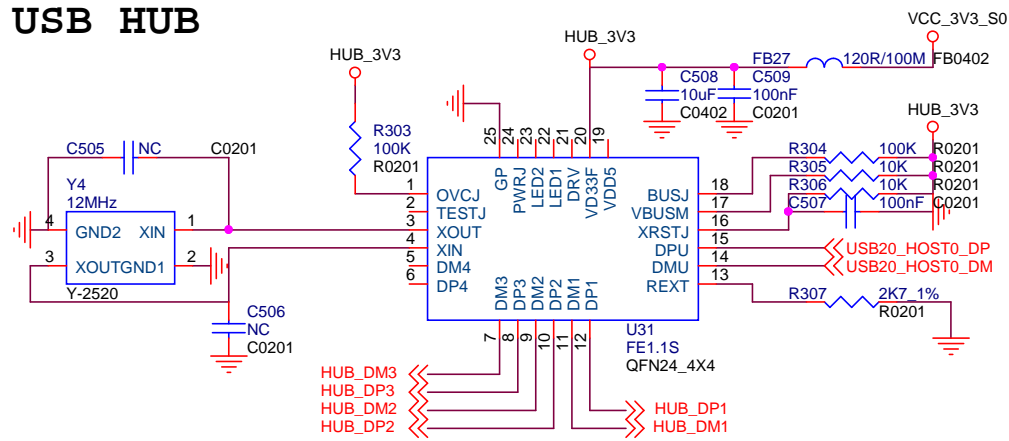 USB HUB
VCC_3V3_S0
HUB_3V3
HUB_3V3
FB27 120R/100M FB0402
C508 10uF C0402
C509 100nF C0201
HUB_3V3
R303
100K
R0201
C505 NC C0201
Y4
12MHz
4 GND2 XIN 1
3 XOUT GND1 2
Y-2520
C506
NC
C0201
25 24 23 22 21 20 19
GP PWRJ LED2 LED1 DRV VD33F VDD5
1 OVCJ
2 TESTJ
3 XOUT
4 XIN
5 DM4
6 DP4
BUSJ 18
VBUSM 17
XRSTJ 16
DPU 15
DMU 14
REXT 13
DM3 DP3 DM2 DP2 DM1 DP1
7 8 9 10 11 12
R304 100K R0201
R305 10K R0201
R306 10K R0201
C507 100nF C0201
USB20_HOST0_DP
USB20_HOST0_DM
R307 2K7_1%
R0201
U31
FE1.1S
QFN24_4X4
HUB_DM3
HUB_DP3
HUB_DM2
HUB_DP2
HUB_DP1
HUB_DM1